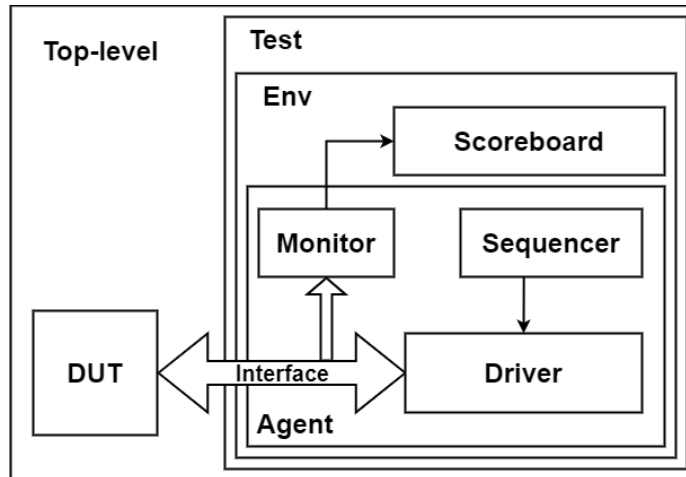 Top-level
Test
Env
Scoreboard
Monitor
Sequencer
DUT
Interface
Driver
Agent